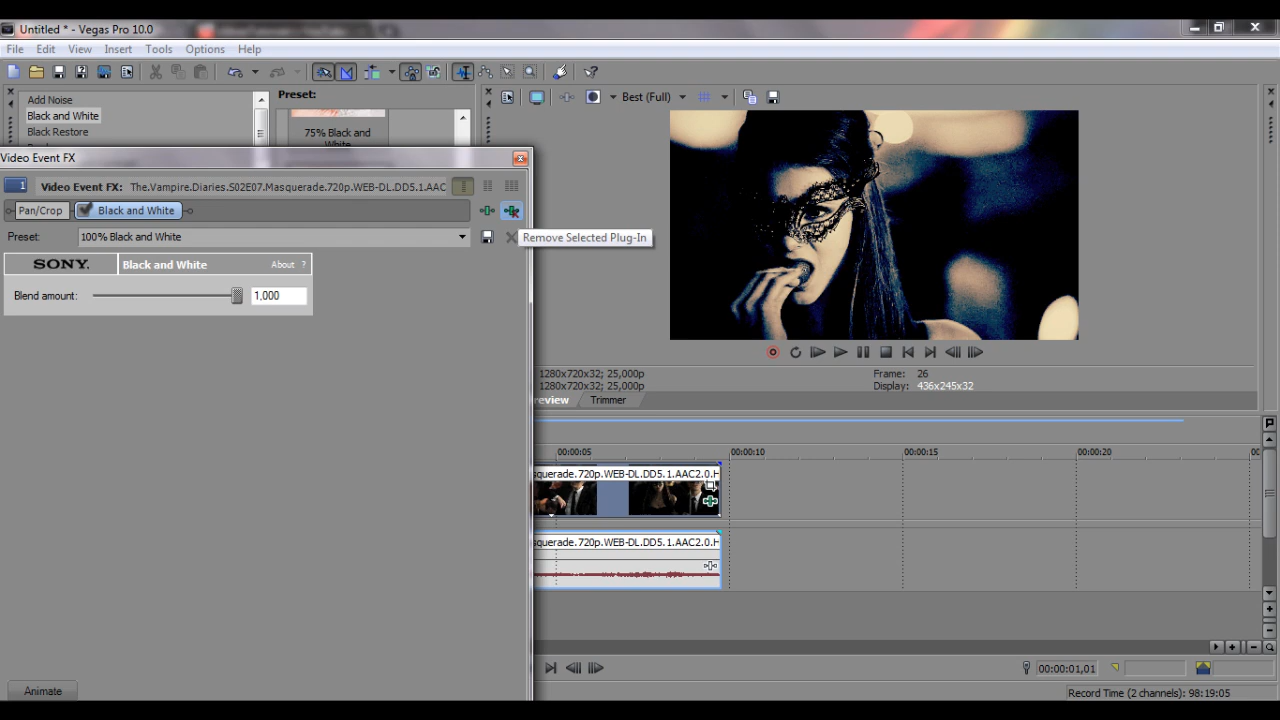 Untitled * - Vegas Pro 10.0
File Edit View Insert Tools Options Help
Add Noise
Black and White
Black Restore
Preset:
75% Black and
White
Best (Full)
Video Event FX
1
Video Event FX: The.Vampire.Diaries.S02E07.Masquerade.720p.WEB-DL.DD5.1.AAC
Pan/Crop Black and White
Preset: 100% Black and White
Remove Selected Plug-In
SONY. Black and White About ?
Blend amount: 1,000
1280x720x32; 25,000p Frame: 26
1280x720x32; 25,000p Display: 436x245x32
review Trimmer
00:00:05 00:00:10 00:00:15 00:00:20 00
squerade.720p.WEB-DL.DD5.1.AAC2.0.H
squerade.720p.WEB-DL.DD5.1.AAC2.0.H
00:00:01,01
Animate
Record Time (2 channels): 98:19:05